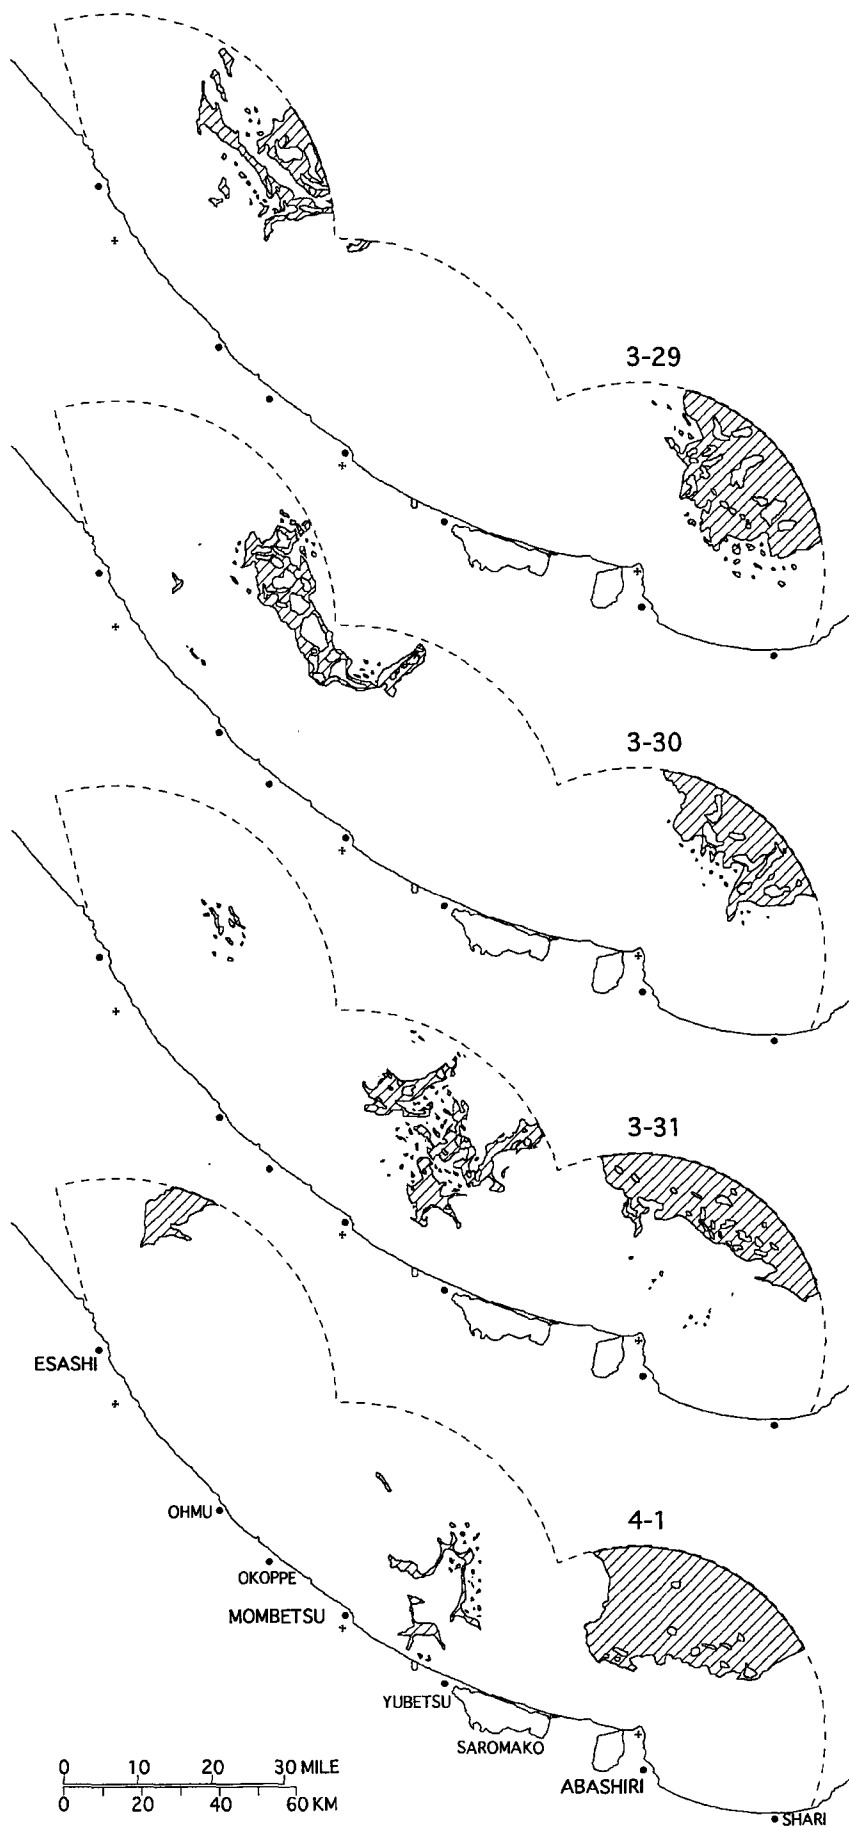 3-29
3-30
3-31
4-1
ESASHI
OHMU
OKOPPE
MOMBETSU
YUBETSU
SAROMAKO
ABASHIRI
SHARI
0 10 20 30 MILE
0 20 40 60 KM